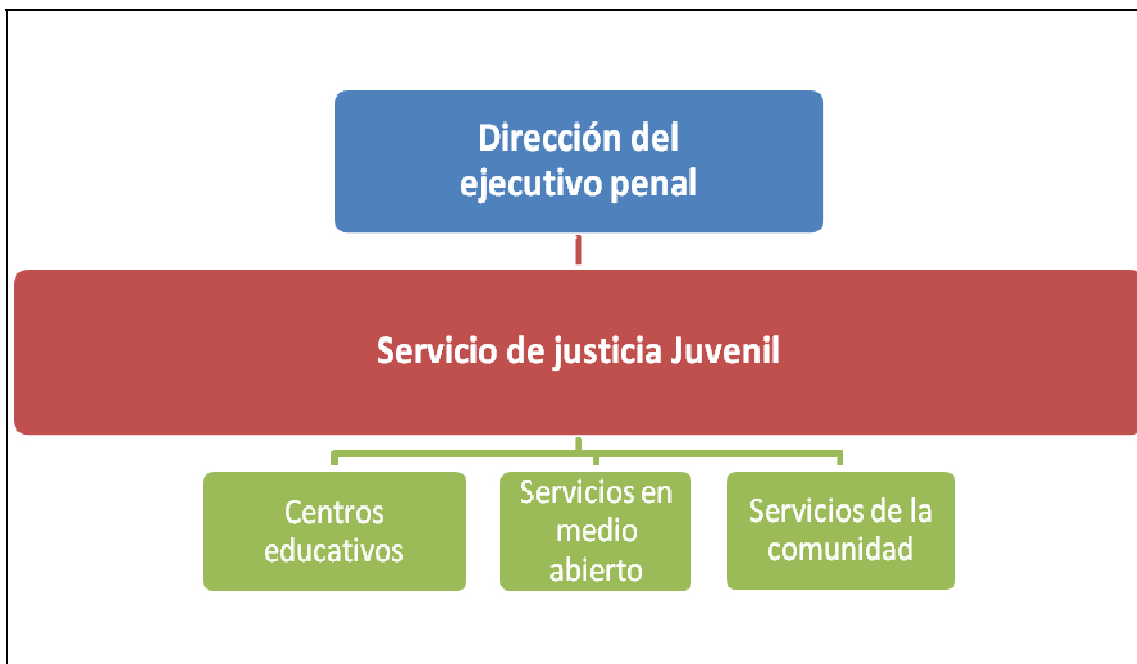 Dirección del
ejecutivo penal
Servicio de justicia Juvenil
Centros
educativos
Servicios en
medio
abierto
Servicios de la
comunidad